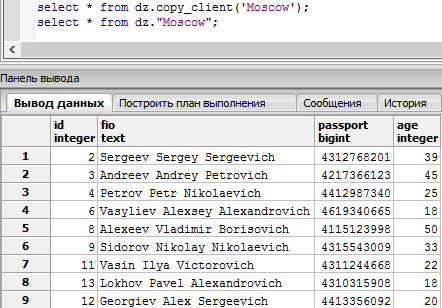 select * from dz.copy_client('Moscow');
select * from dz."Moscow";
Панель вывода
Вывод данных Построить план выполнения Сообщения История
id integer fio text passport bigint age integer
1 2 Sergeev Sergey Sergeevich 4312768201 39
2 3 Andreev Andrey Petrovich 4217366123 45
3 4 Petrov Petr Nikolaevich 4412987340 25
4 6 Vasyliev Alexsey Alexandrovich 4619340665 18
5 8 Alexeev Vladimir Borisovich 4115123998 50
6 9 Sidorov Nikolay Nikolaevich 4315543009 33
7 11 Vasin Ilya Victorovich 4311244668 22
8 13 Lokhov Pavel Alexandrovich 4310315908 18
9 12 Georgiev Alex Sergeevich 4413356092 20